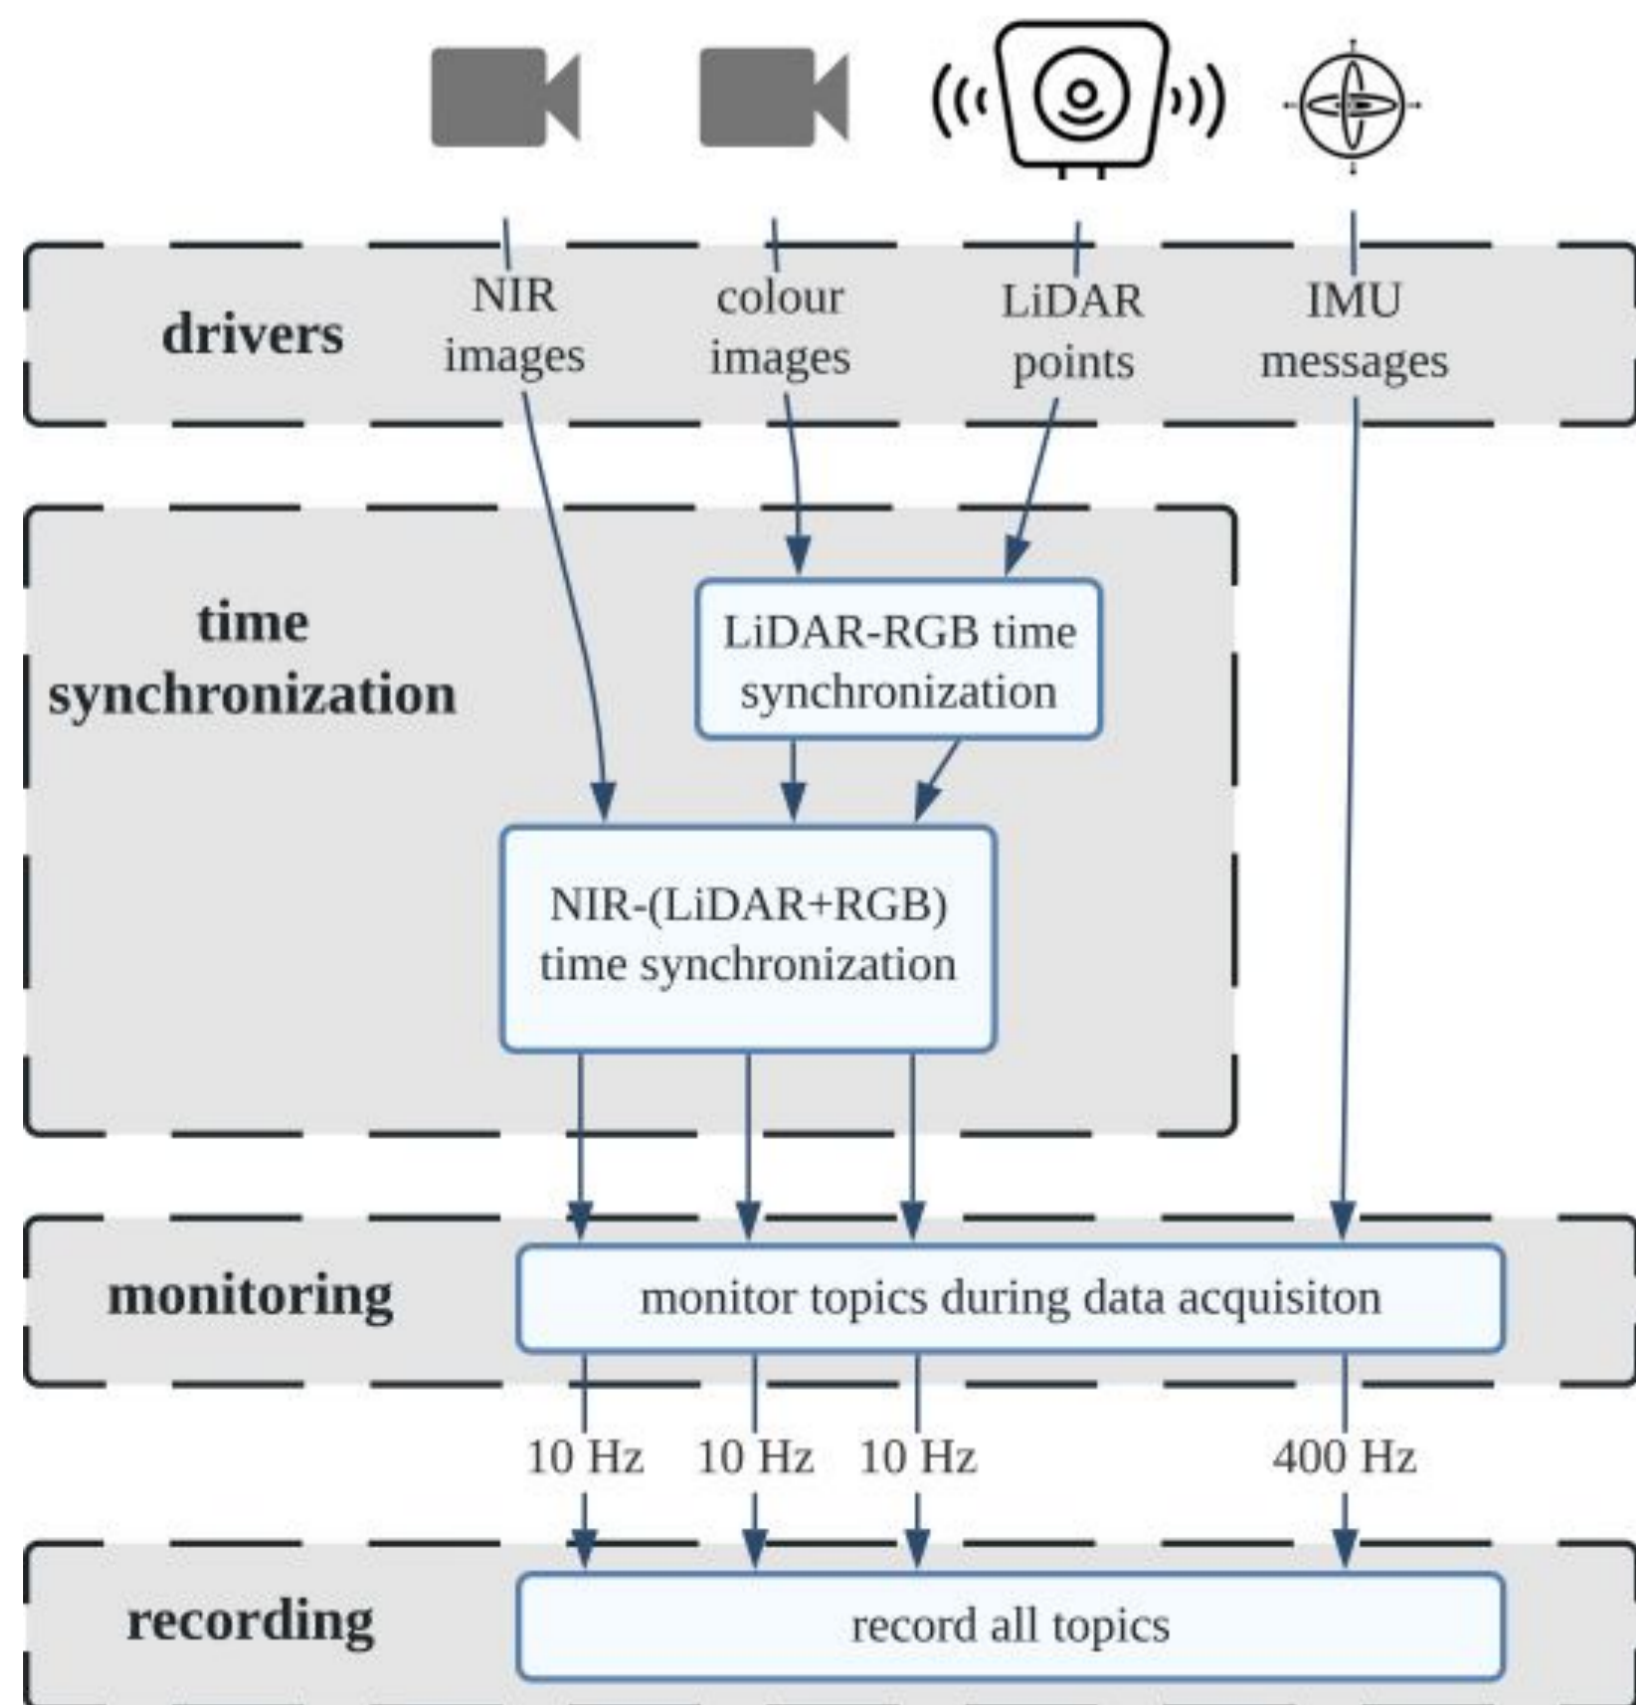 drivers
NIR
images
colour
images
LiDAR
points
IMU
messages
time
synchronization
LiDAR-RGB time
synchronization
NIR-(LiDAR+RGB)
time synchronization
monitoring
monitor topics during data acquisiton
10 Hz
10 Hz
10 Hz
400 Hz
recording
record all topics